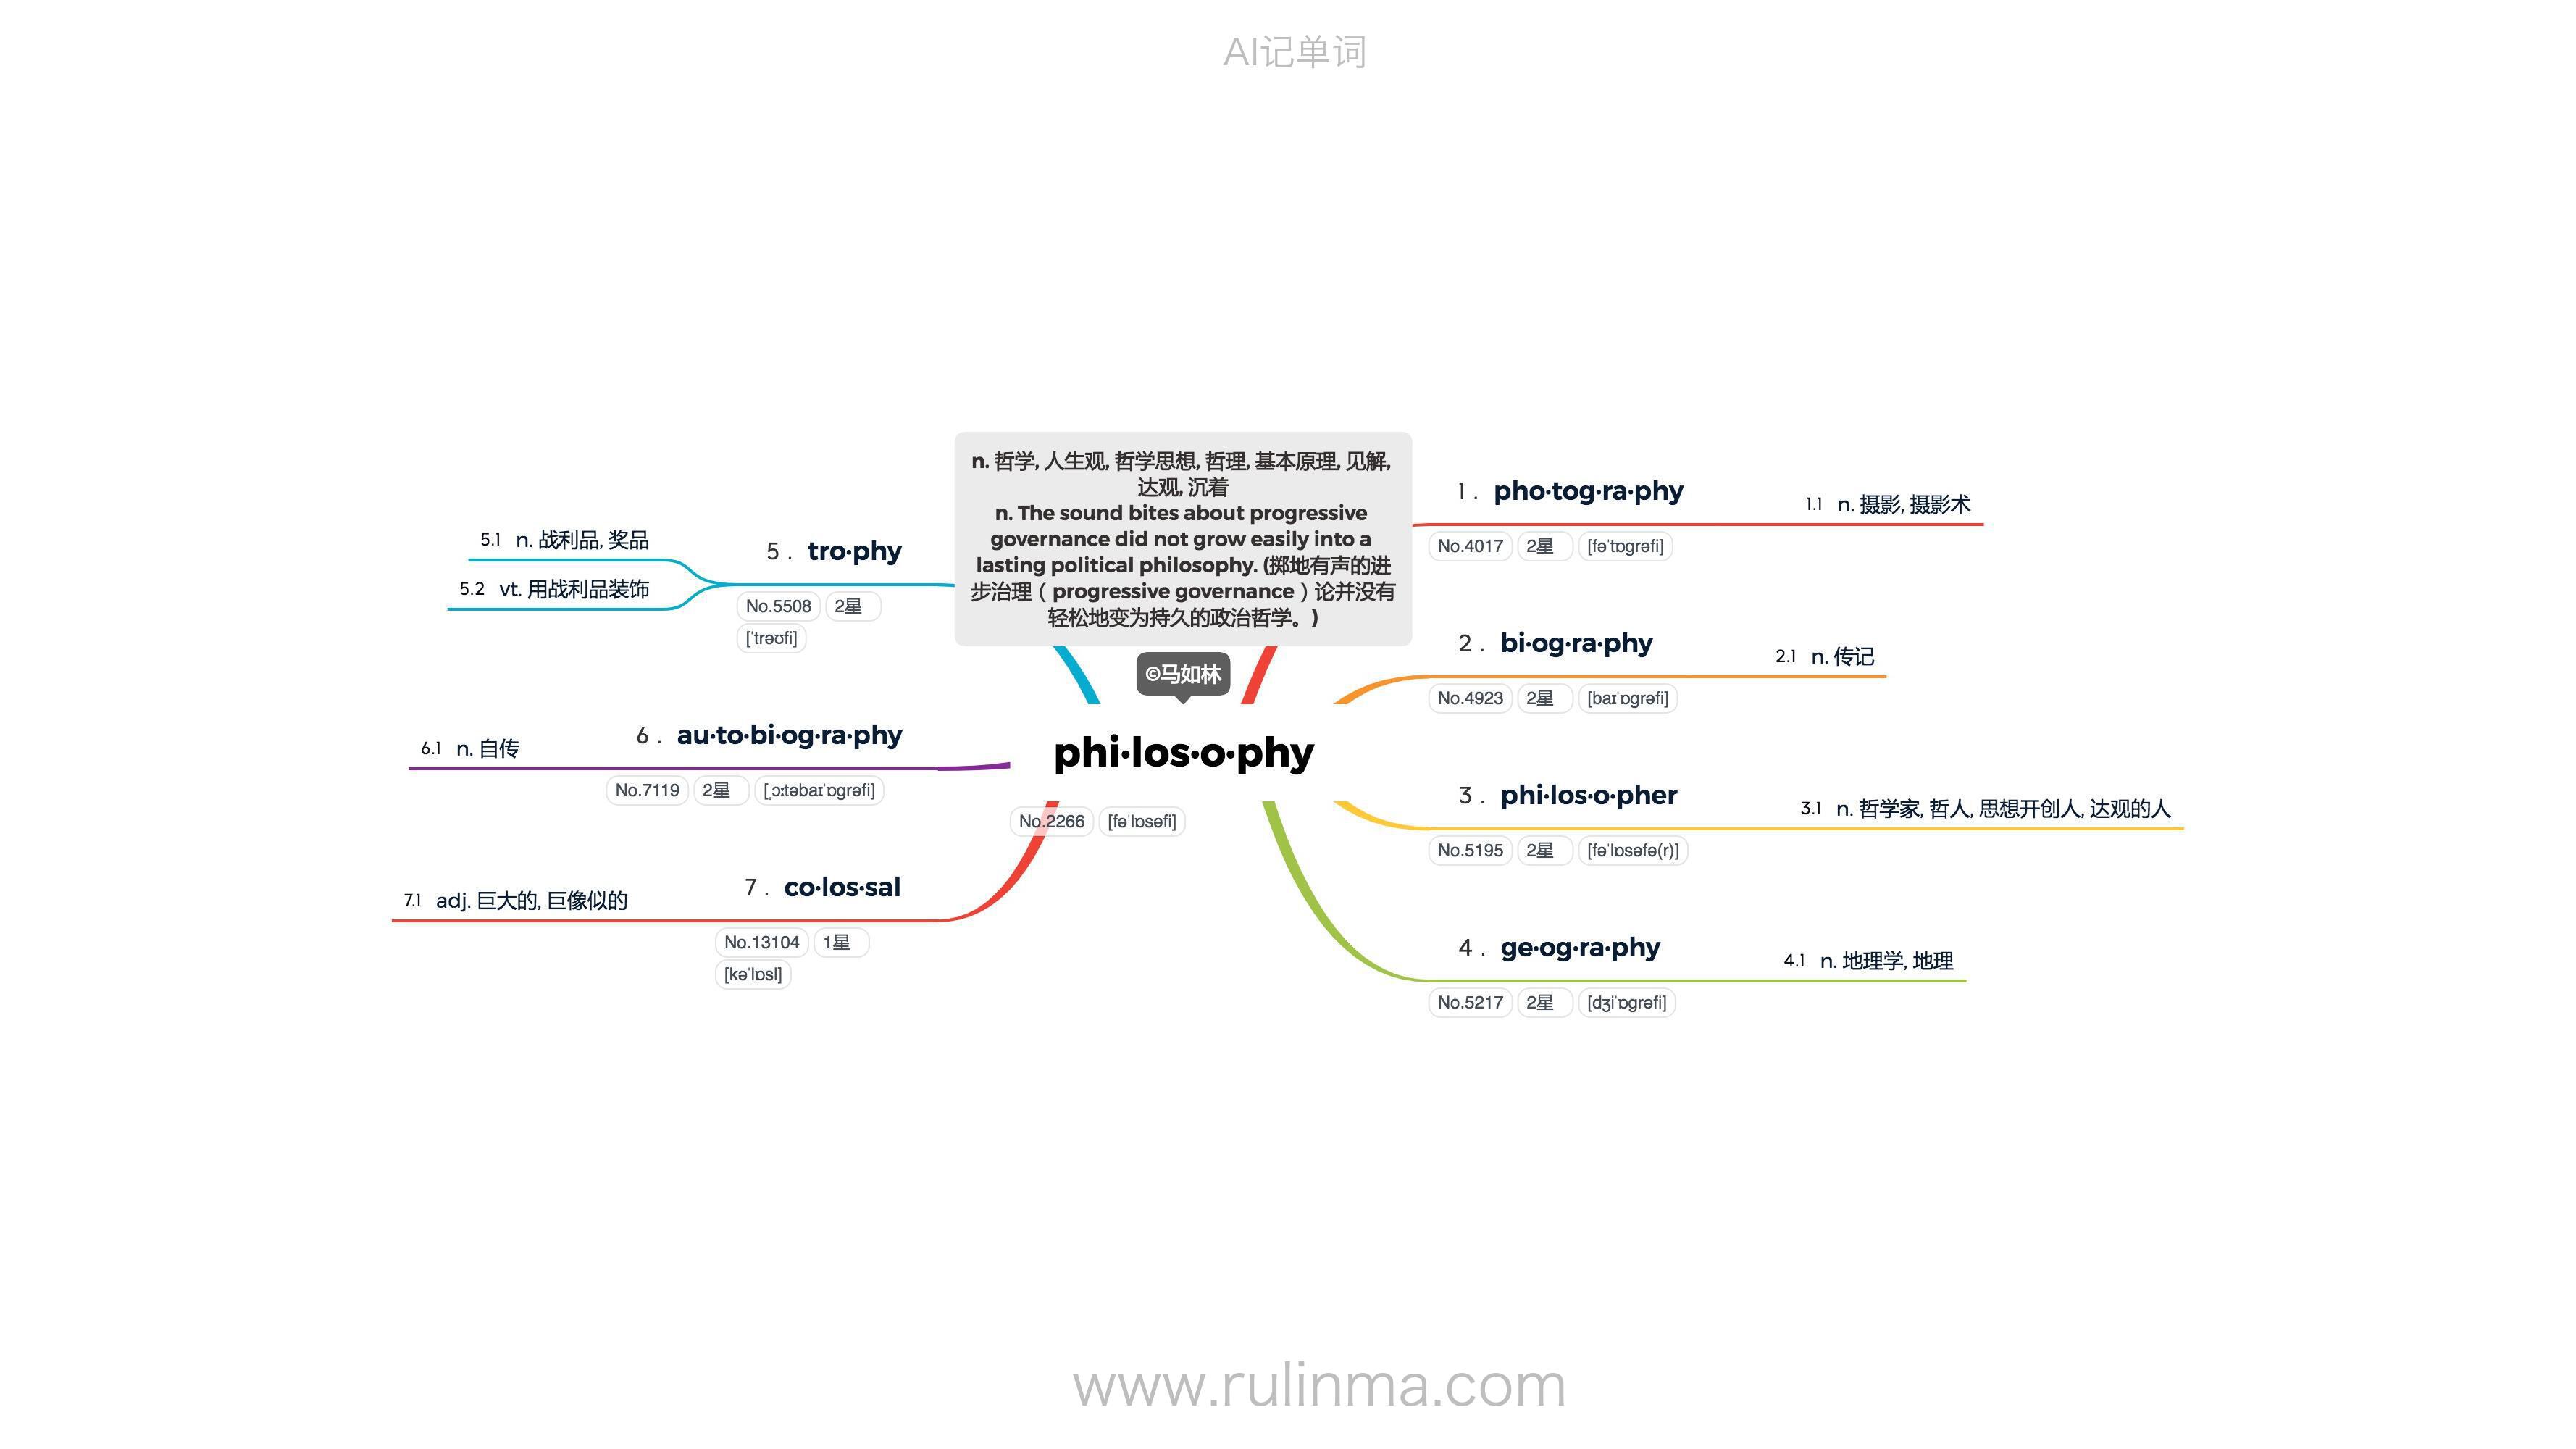 AI记单词
n. 哲学, 人生观, 哲学思想, 哲理, 基本原理, 见解,
达观, 沉着
n. The sound bites about progressive
governance did not grow easily into a
lasting political philosophy. (掷地有声的进
步治理（progressive governance）论并没有
轻松地变为持久的政治哲学。)
©马如林
phi·los·o·phy
No.2266 [fəˈlɒsəfi]
1. pho·tog·ra·phy
1.1 n. 摄影, 摄影术
No.4017 2星 [fəˈtɒɡrəfi]
2. bi·og·ra·phy
2.1 n. 传记
No.4923 2星 [baɪˈɒɡrəfi]
3. phi·los·o·pher
3.1 n. 哲学家, 哲人, 思想开创人, 达观的人
No.5195 2星 [fəˈlɒsəfə(r)]
4. ge·og·ra·phy
4.1 n. 地理学, 地理
No.5217 2星 [dʒiˈɒɡrəfi]
5. tro·phy
5.1 n. 战利品, 奖品
5.2 vt. 用战利品装饰
No.5508 2星
[ˈtrəʊfi]
6. au·to·bi·og·ra·phy
6.1 n. 自传
No.7119 2星 [ˌɔːtəbaɪˈɒɡrəfi]
7. co·los·sal
7.1 adj. 巨大的, 巨像似的
No.13104 1星
[kəˈlɒsl]
www.rulinma.com